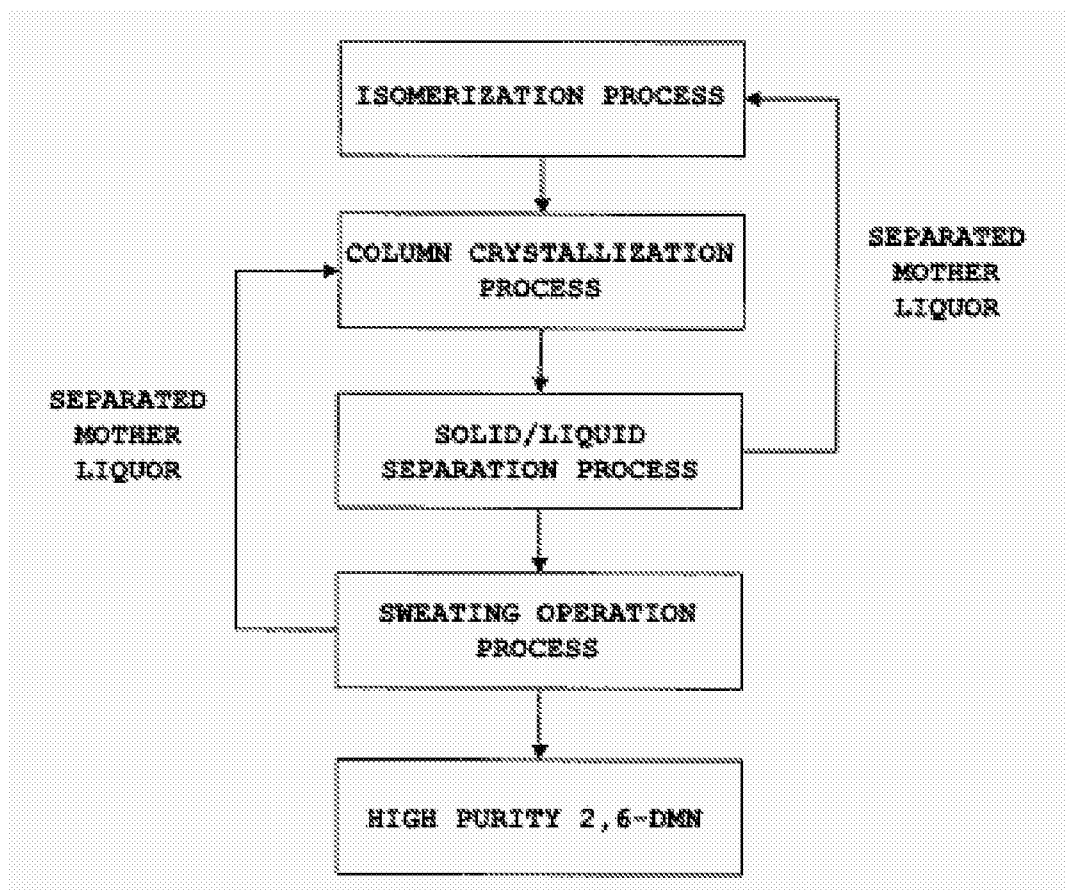 ISOMERIZATION PROCESS
COLUMN CRYSTALLIZATION
PROCESS
SEPARATED
MOTHER
LIQUOR
SEPARATED
MOTHER
LIQUOR
SOLID/LIQUID
SEPARATION PROCESS
SWEATING OPERATION
PROCESS
HIGH PURITY 2,6-DMN